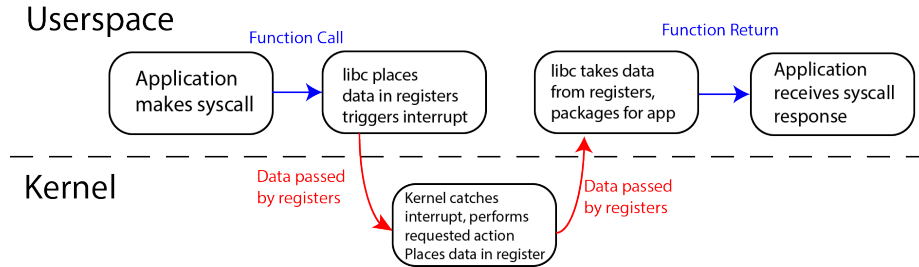 Userspace
Function Call
Function Return
Application
makes syscall
libc places
data in registers
triggers interrupt
libc takes data
from registers,
packages for app
Application
receives syscall
response
Kernel
Data passed
by registers
Kernel catches
interrupt, performs
requested action
Places data in register
Data passed
by registers